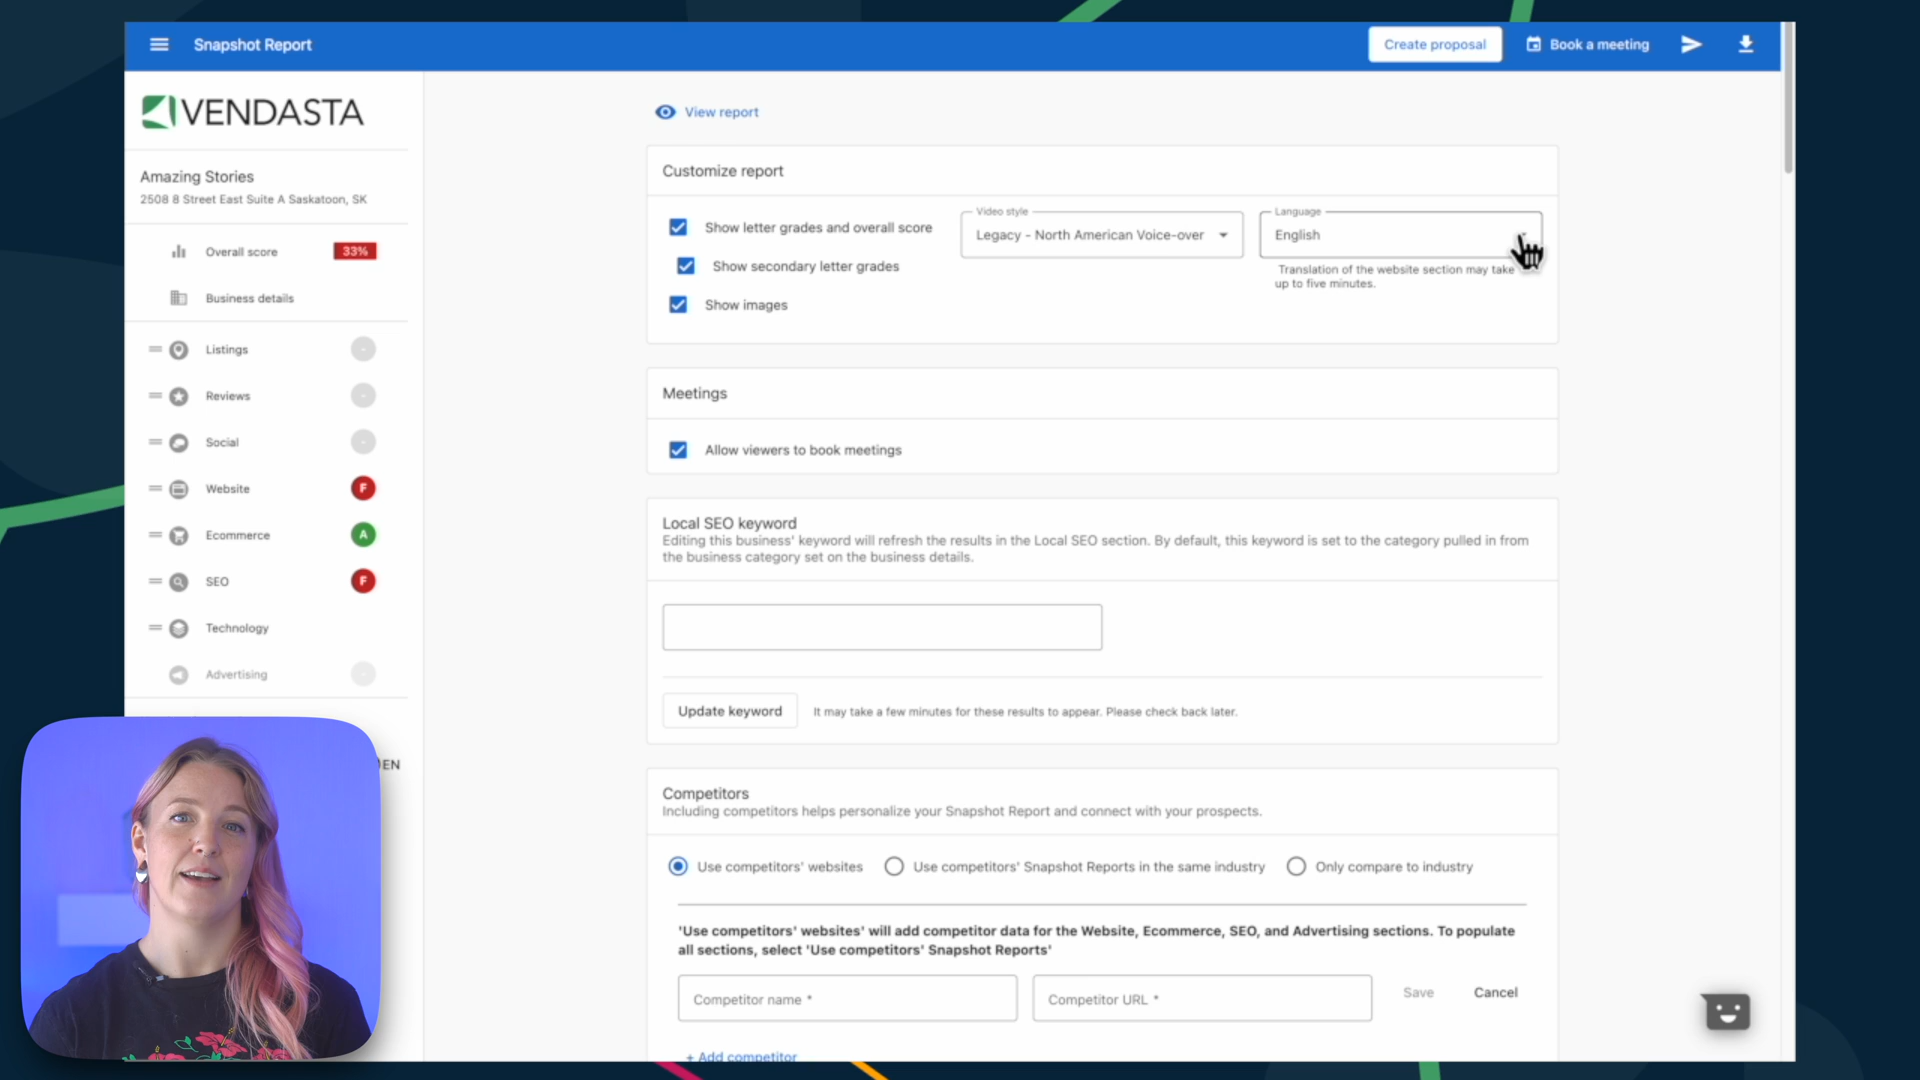 Snapshot Report
Create proposal
Book a meeting
VENDASTA
Amazing Stories
2508 8 Street East Suite A Saskatoon, SK
Overall score
33%
Business details
Listings
-
Reviews
-
Social
-
Website
F
Ecommerce
A
SEO
F
Technology
Advertising
-
EN
View report
Customize report
Show letter grades and overall score
Show secondary letter grades
Show images
Video style
Legacy - North American Voice-over
Language
English
Translation of the website section may take
up to five minutes.
Meetings
Allow viewers to book meetings
Local SEO keyword
Editing this business' keyword will refresh the results in the Local SEO section. By default, this keyword is set to the category pulled in from
the business category set on the business details.
Update keyword
It may take a few minutes for these results to appear. Please check back later.
Competitors
Including competitors helps personalize your Snapshot Report and connect with your prospects.
Use competitors' websites
Use competitors' Snapshot Reports in the same industry
Only compare to industry
'Use competitors' websites' will add competitor data for the Website, Ecommerce, SEO, and Advertising sections. To populate
all sections, select 'Use competitors' Snapshot Reports'
Competitor name *
Competitor URL *
Save
Cancel
+ Add competitor